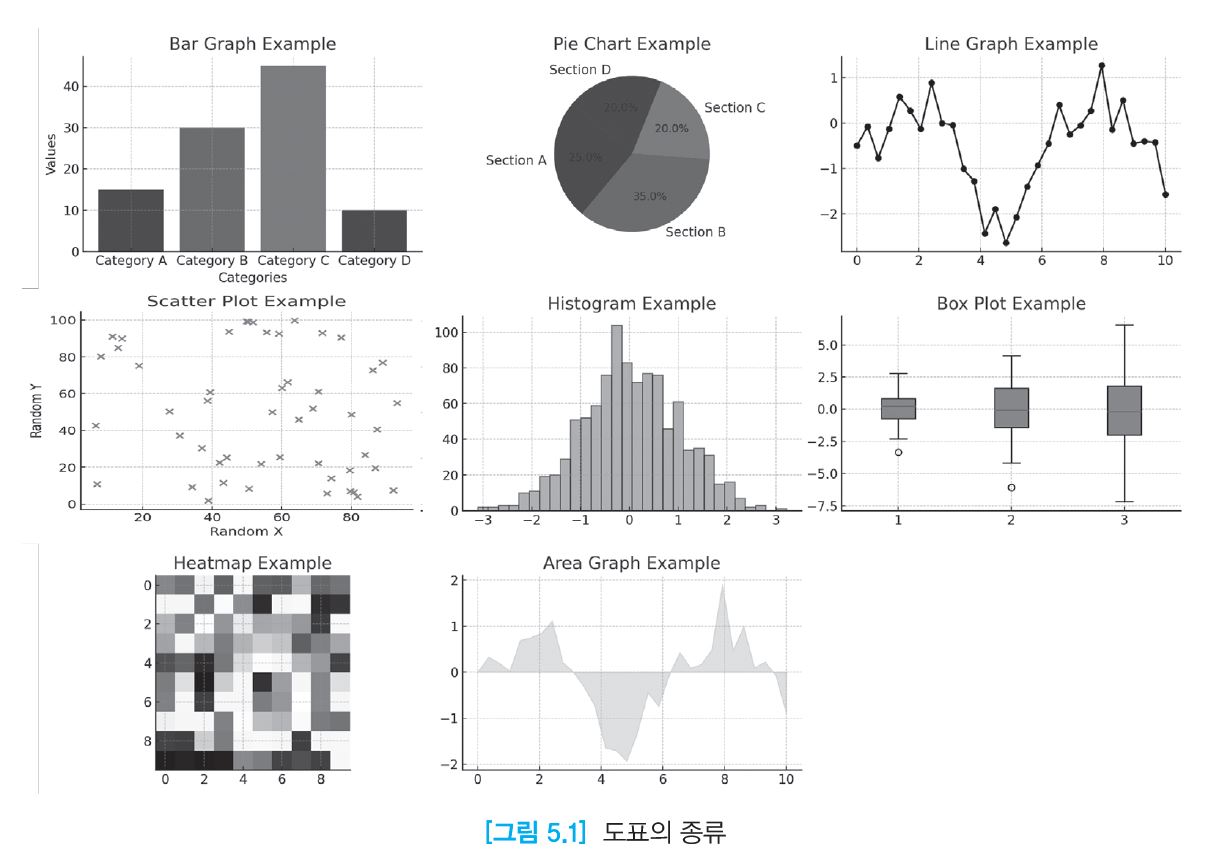 Bar Graph Example
40
30
20
10
0
Values
Category A Category B Category C Category D
Categories
Pie Chart Example
Section D
Section C
20.0%
20.0%
Section A
25.0%
35.0%
Section B
Line Graph Example
1
0
−1
−2
0 2 4 6 8 10
Scatter Plot Example
100
80
60
40
20
0
Random Y
20 40 60 80
Random X
Histogram Example
100
80
60
40
20
0
−3 −2 −1 0 1 2 3
Box Plot Example
5.0
2.5
0.0
−2.5
−5.0
−7.5
1 2 3
Heatmap Example
0
2
4
6
8
0 2 4 6 8
Area Graph Example
2
1
0
−1
−2
0 2 4 6 8 10
[그림 5.1] 도표의 종류